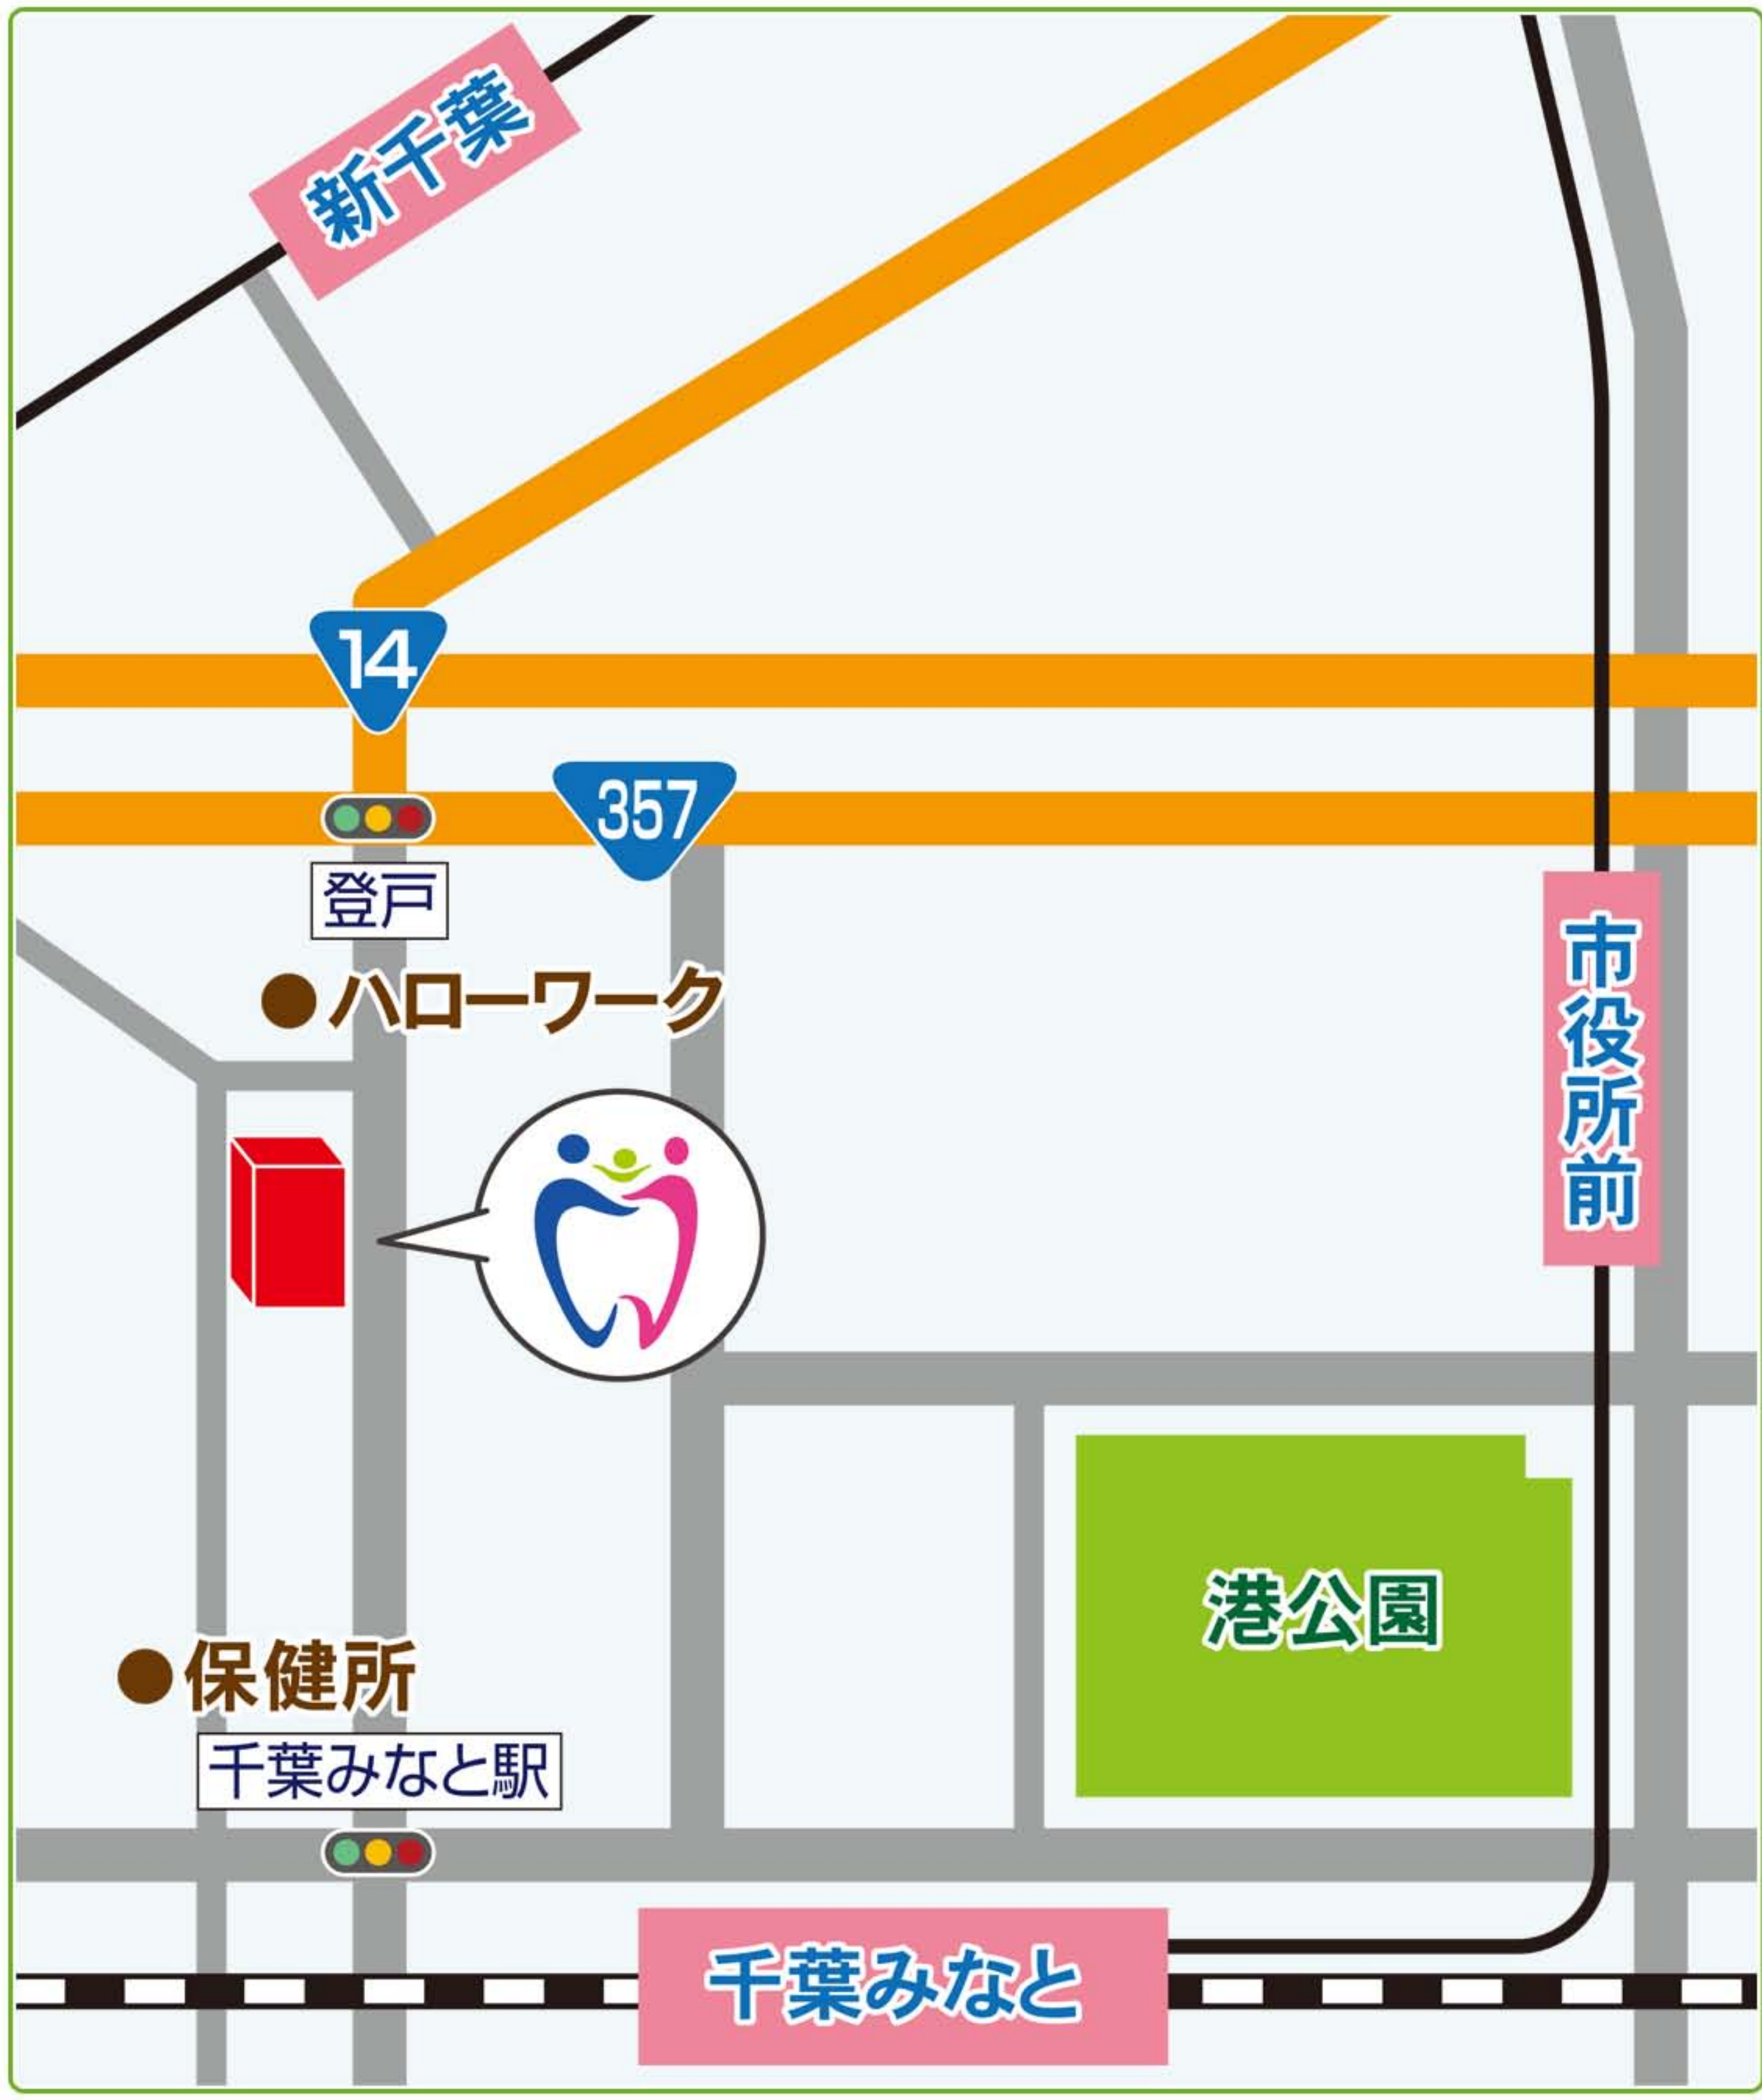 新千葉
14
357
登戸
ハローワーク
市役所前
港公園
保健所
千葉みなと駅
千葉みなと